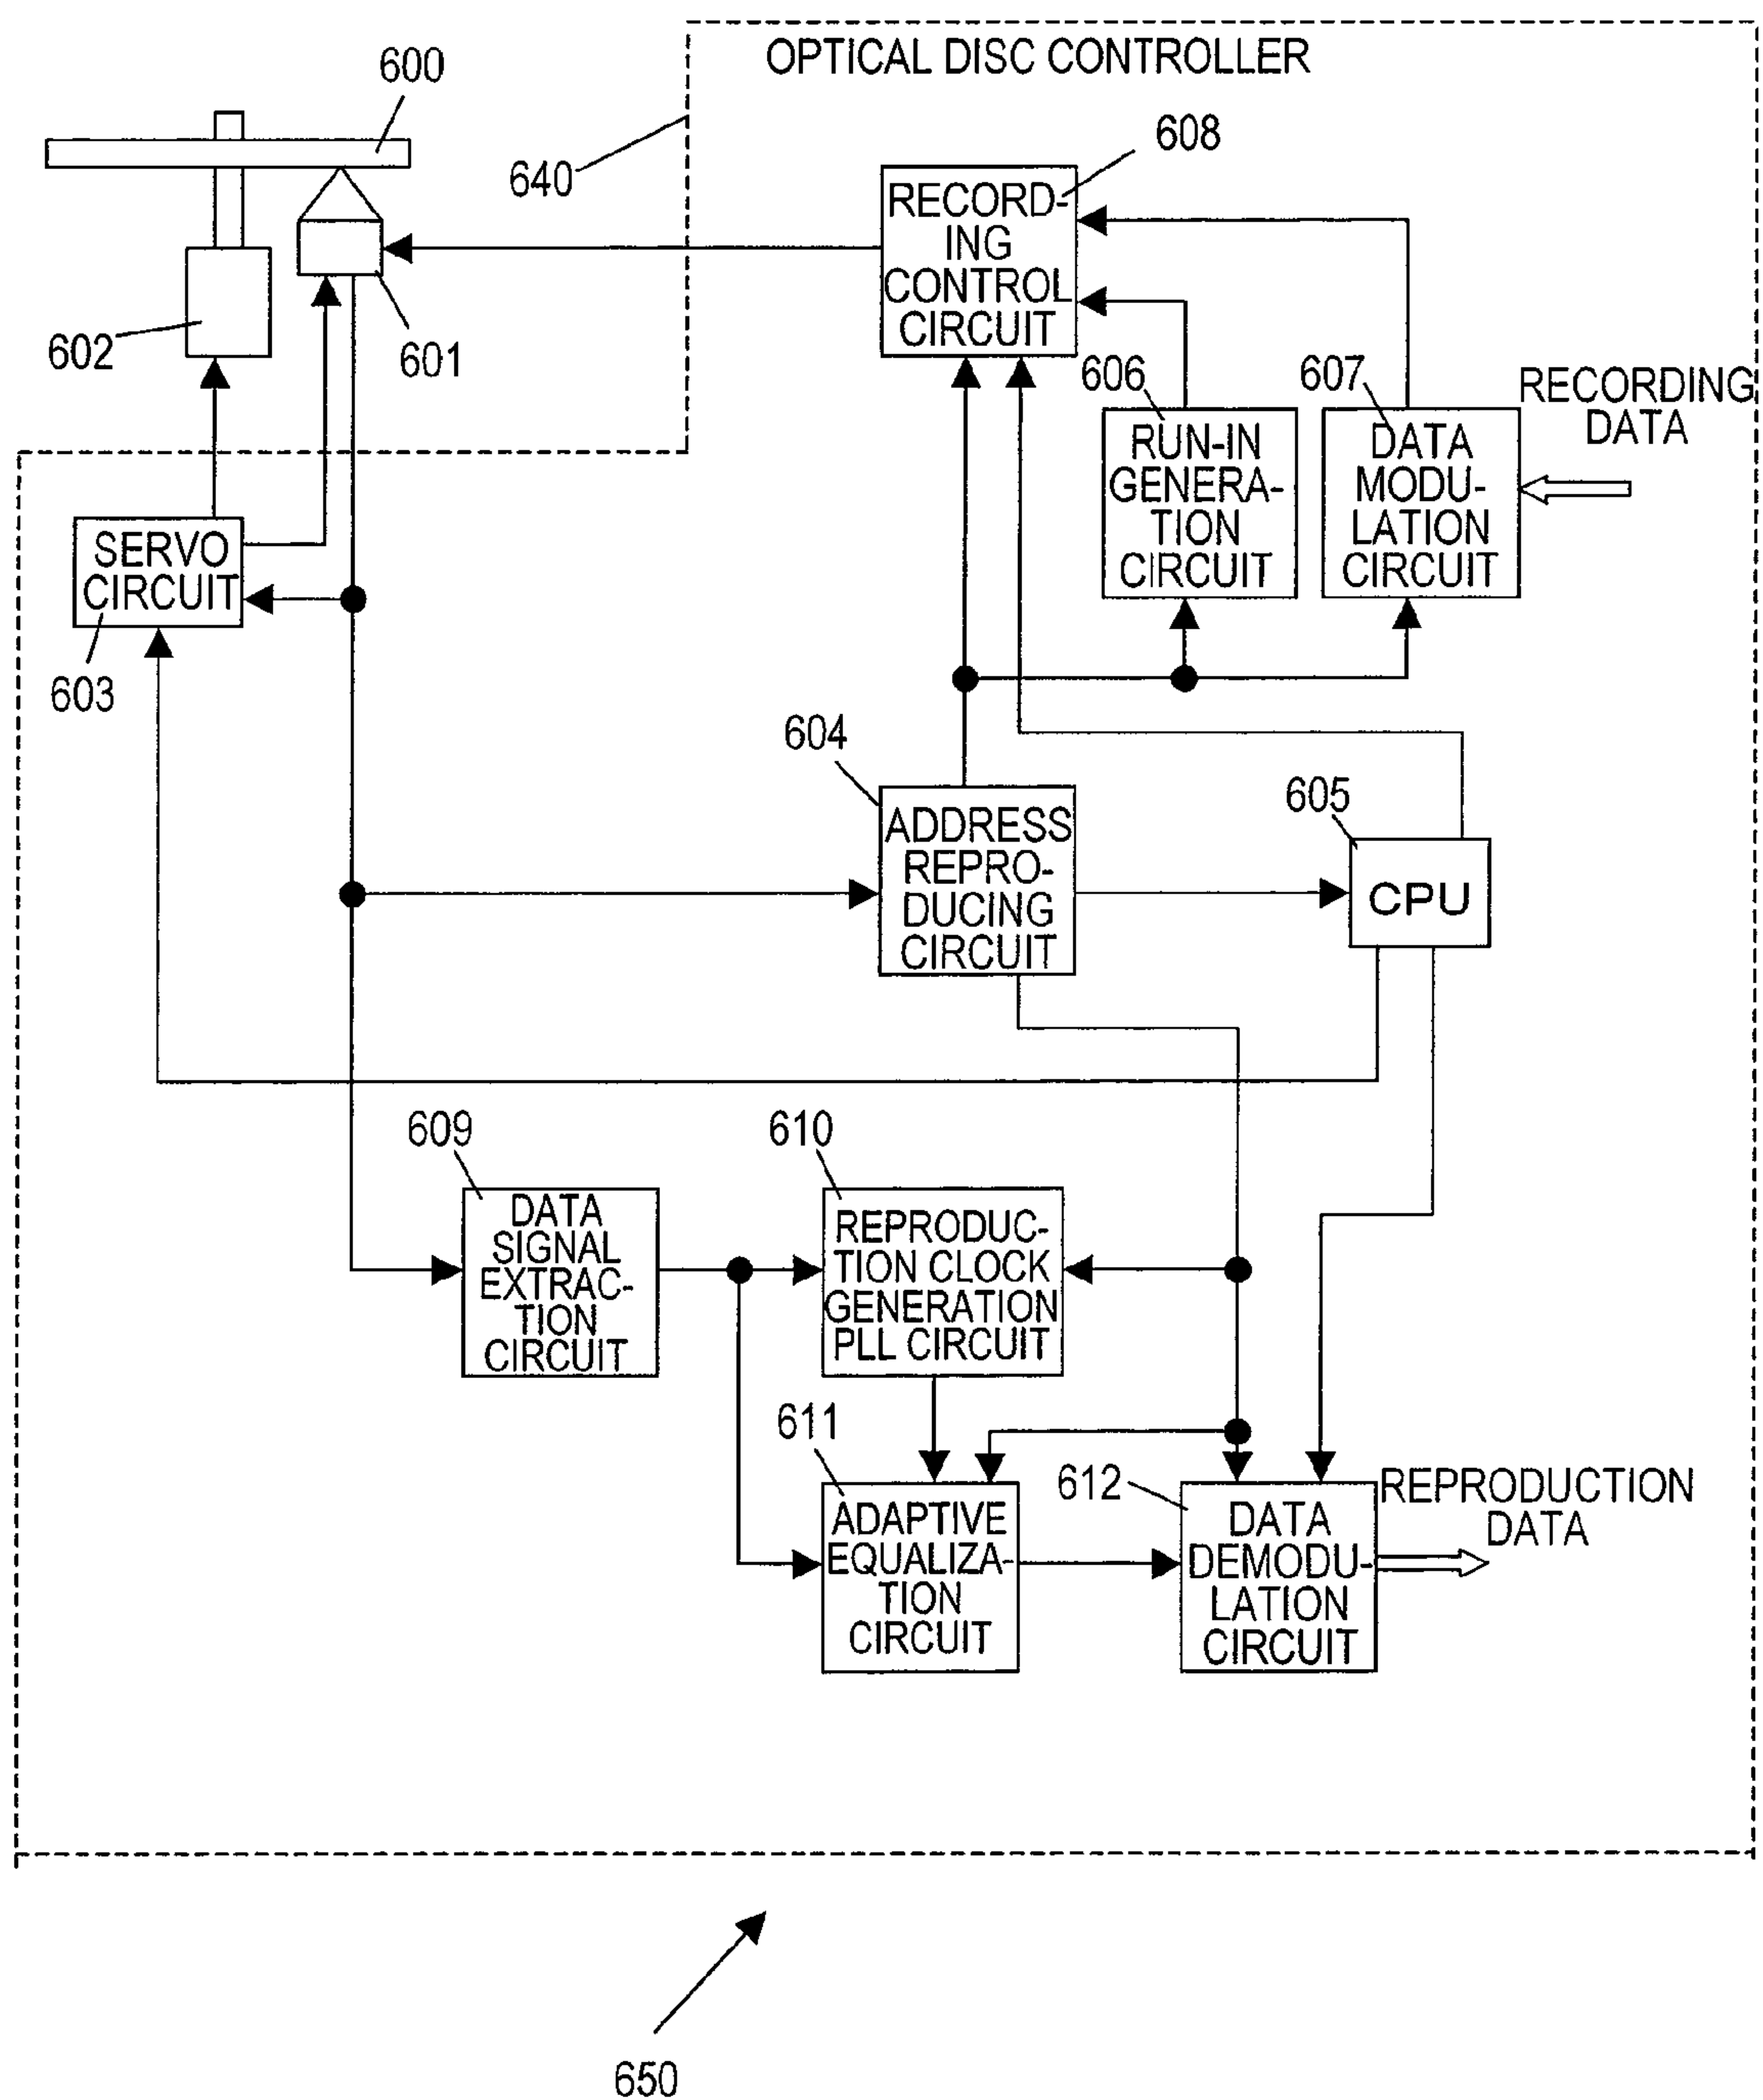 OPTICAL DISC CONTROLLER
600
608
640
RECORD-
ING
CONTROL
CIRCUIT
602
601
606
607
RECORDING
DATA
RUN-IN
GENERA-
TION
CIRCUIT
DATA
MODU-
LATION
CIRCUIT
SERVO
CIRCUIT
603
604
605
ADDRESS
REPRO-
DUCING
CIRCUIT
CPU
609
610
DATA
SIGNAL
EXTRAC-
TION
CIRCUIT
REPRODUC-
TION CLOCK
GENERATION
PLL CIRCUIT
611
612
REPRODUCTION
DATA
ADAPTIVE
EQUALIZA-
TION
CIRCUIT
DATA
DEMODU-
LATION
CIRCUIT
650